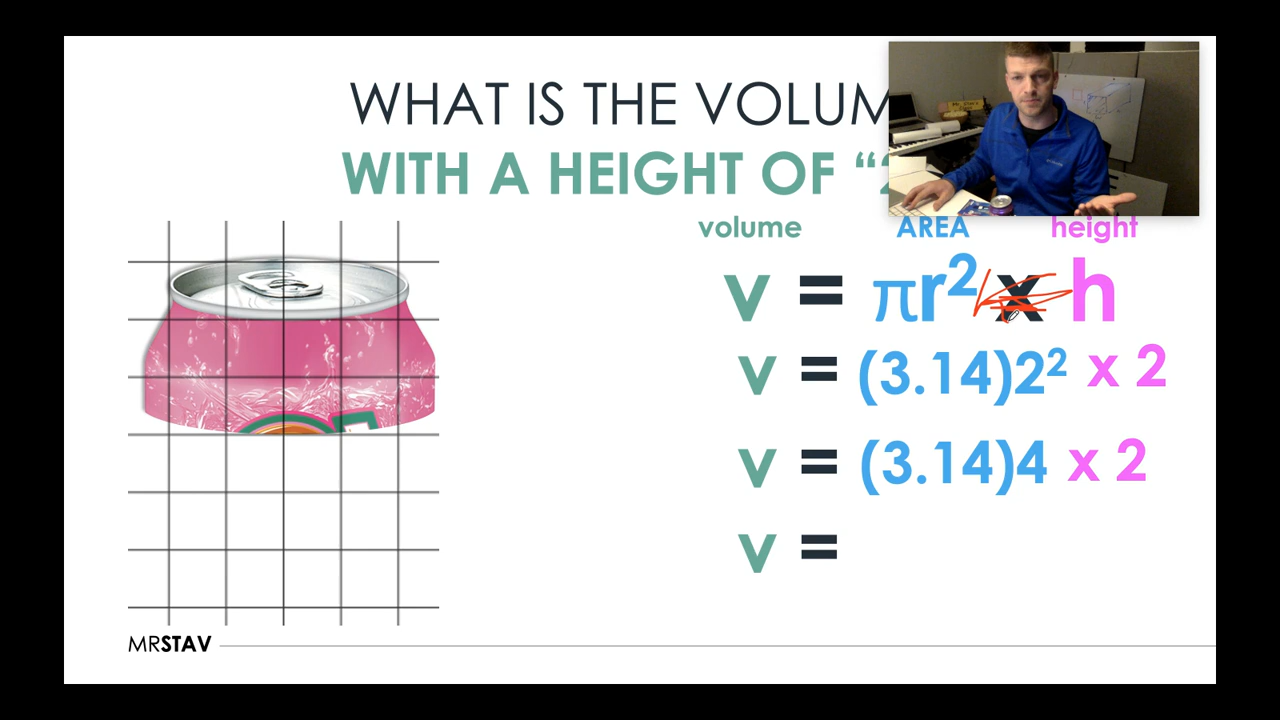 WHAT IS THE VOLUM
WITH A HEIGHT OF “2
volume AREA height
v = πr² x h
v = (3.14)2² x 2
v = (3.14)4 x 2
v =
MRSTAV